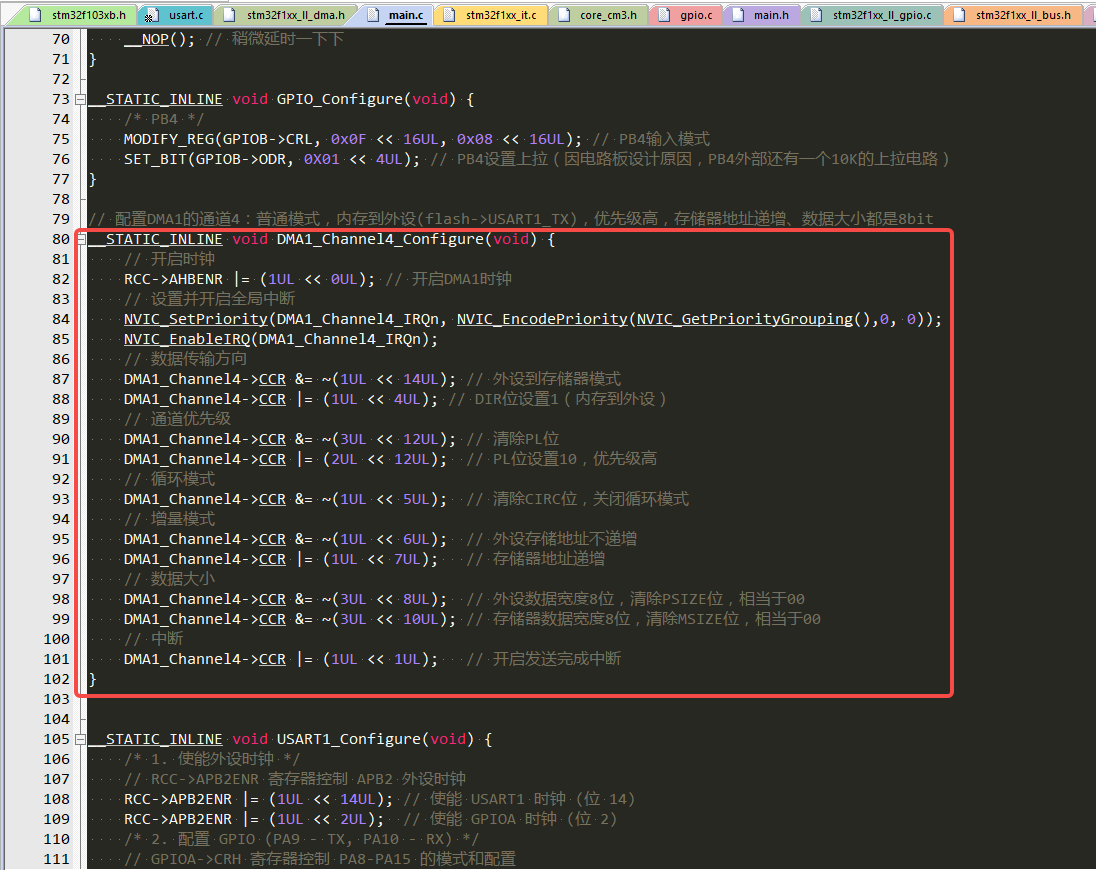 stm32f103xb.h usart.c stm32f1xx_ll_dma.h main.c stm32f1xx_it.c core_cm3.h gpio.c main.h stm32f1xx_ll_gpio.c stm32f1xx_ll_bus.h
70 __NOP(); // 稍微延时一下下
71 }
72
73 __STATIC_INLINE void GPIO_Configure(void) {
74 /* PB4 */
75 MODIFY_REG(GPIOB->CRL, 0x0F << 16UL, 0x08 << 16UL); // PB4输入模式
76 SET_BIT(GPIOB->ODR, 0X01 << 4UL); // PB4设置上拉（因电路板设计原因，PB4外部还有一个10K的上拉电路）
77 }
78
79 // 配置DMA1的通道4：普通模式，内存到外设(flash->USART1_TX)，优先级高，存储器地址递增、数据大小都是8bit
80 __STATIC_INLINE void DMA1_Channel4_Configure(void) {
81 // 开启时钟
82 RCC->AHBENR |= (1UL << 0UL); // 开启DMA1时钟
83 // 设置并开启全局中断
84 NVIC_SetPriority(DMA1_Channel4_IRQn, NVIC_EncodePriority(NVIC_GetPriorityGrouping(),0, 0));
85 NVIC_EnableIRQ(DMA1_Channel4_IRQn);
86 // 数据传输方向
87 DMA1_Channel4->CCR &= ~(1UL << 14UL); // 外设到存储器模式
88 DMA1_Channel4->CCR |= (1UL << 4UL); // DIR位设置1（内存到外设）
89 // 通道优先级
90 DMA1_Channel4->CCR &= ~(3UL << 12UL); // 清除PL位
91 DMA1_Channel4->CCR |= (2UL << 12UL); // PL位设置10，优先级高
92 // 循环模式
93 DMA1_Channel4->CCR &= ~(1UL << 5UL); // 清除CIRC位，关闭循环模式
94 // 增量模式
95 DMA1_Channel4->CCR &= ~(1UL << 6UL); // 外设存储地址不递增
96 DMA1_Channel4->CCR |= (1UL << 7UL); // 存储器地址递增
97 // 数据大小
98 DMA1_Channel4->CCR &= ~(3UL << 8UL); // 外设数据宽度8位，清除PSIZE位，相当于00
99 DMA1_Channel4->CCR &= ~(3UL << 10UL); // 存储器数据宽度8位，清除MSIZE位，相当于00
100 // 中断
101 DMA1_Channel4->CCR |= (1UL << 1UL); // 开启发送完成中断
102 }
103
104
105 __STATIC_INLINE void USART1_Configure(void) {
106 /* 1. 使能外设时钟 */
107 // RCC->APB2ENR 寄存器控制 APB2 外设时钟
108 RCC->APB2ENR |= (1UL << 14UL); // 使能 USART1 时钟 (位 14)
109 RCC->APB2ENR |= (1UL << 2UL); // 使能 GPIOA 时钟 (位 2)
110 /* 2. 配置 GPIO (PA9 - TX, PA10 - RX) */
111 // GPIOA->CRH 寄存器控制 PA8-PA15 的模式和配置